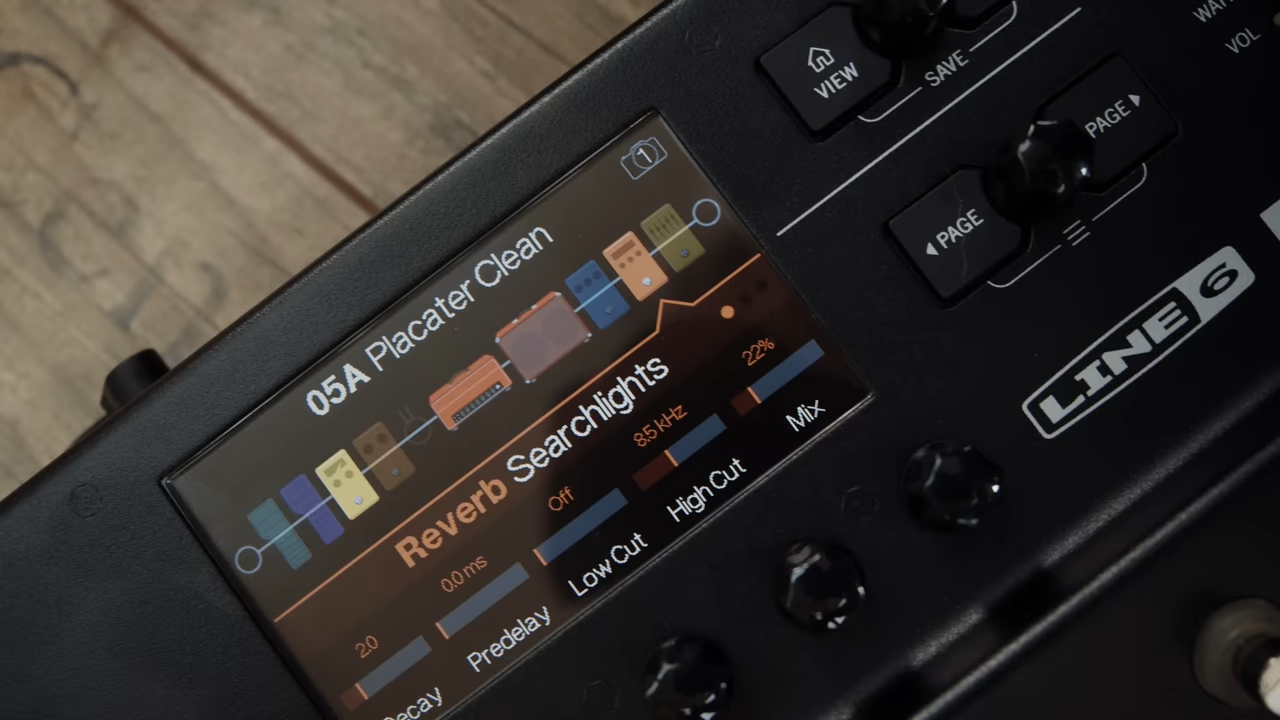 VIEW
SAVE
VOL
PAGE
PAGE
LINE 6
1
05A Placater Clean
Reverb Searchlights
2.0
0.0 ms
Off
8.5 kHz
22%
Decay
Predelay
Low Cut
High Cut
Mix